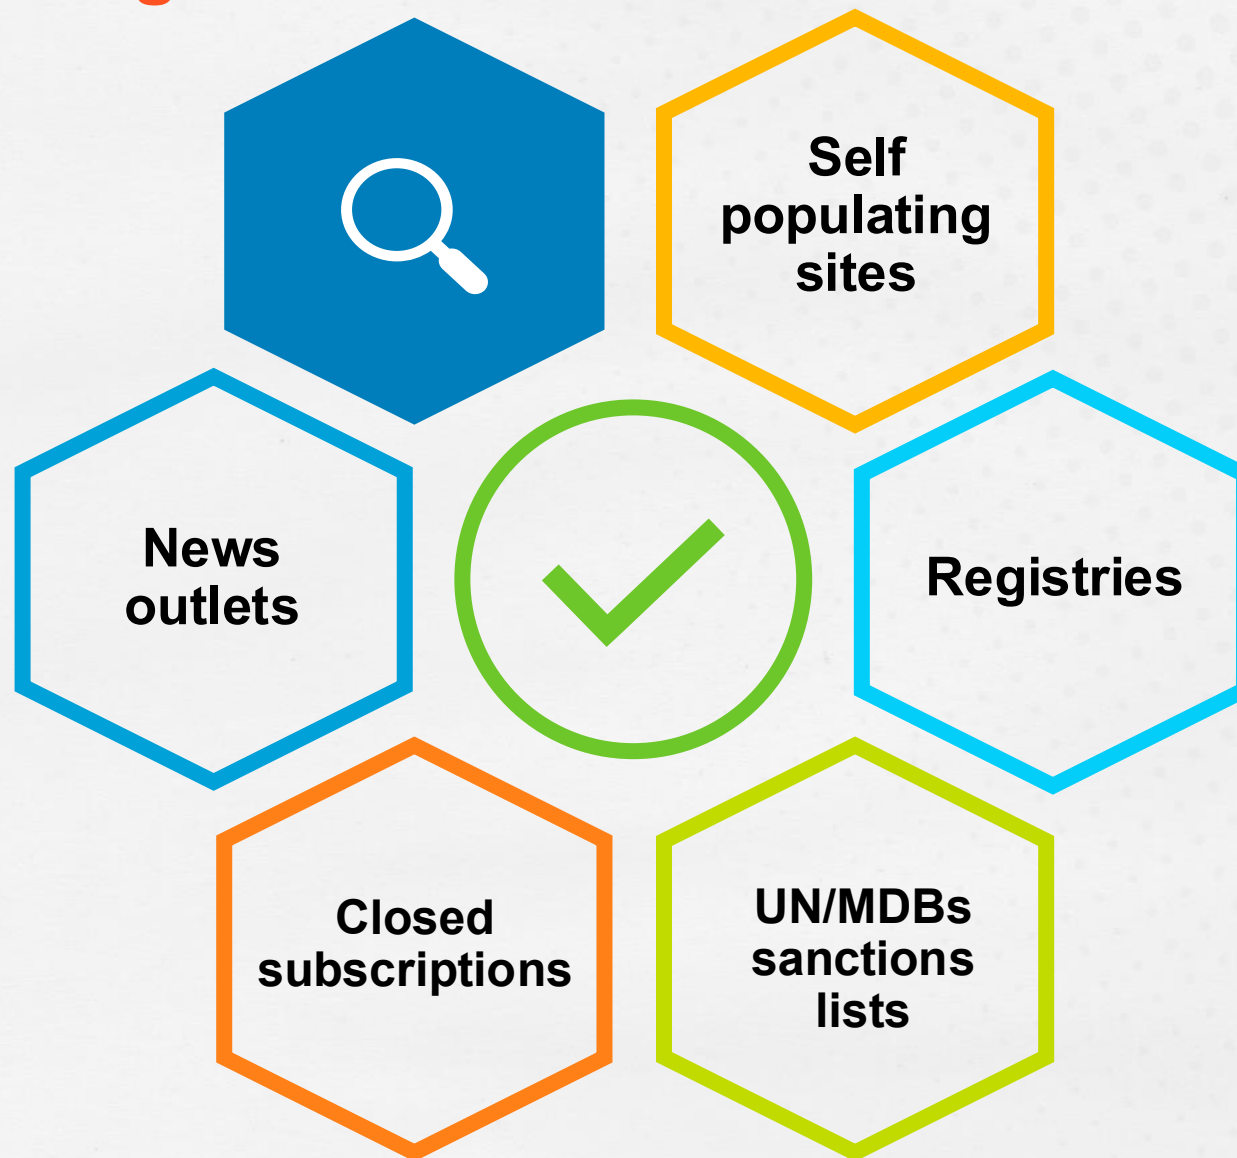 Self
populating
sites
News
outlets
Registries
Closed
subscriptions
UN/MDBs
sanctions
lists